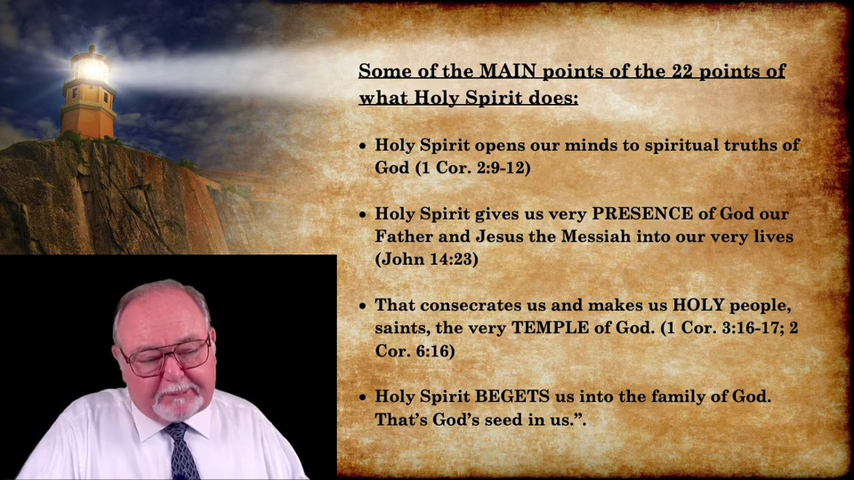 Some of the MAIN points of the 22 points of
what Holy Spirit does:
• Holy Spirit opens our minds to spiritual truths of
God (1 Cor. 2:9-12)
• Holy Spirit gives us very PRESENCE of God our
Father and Jesus the Messiah into our very lives
(John 14:23)
• That consecrates us and makes us HOLY people,
saints, the very TEMPLE of God. (1 Cor. 3:16-17; 2
Cor. 6:16)
• Holy Spirit BEGETS us into the family of God.
That’s God’s seed in us.”.